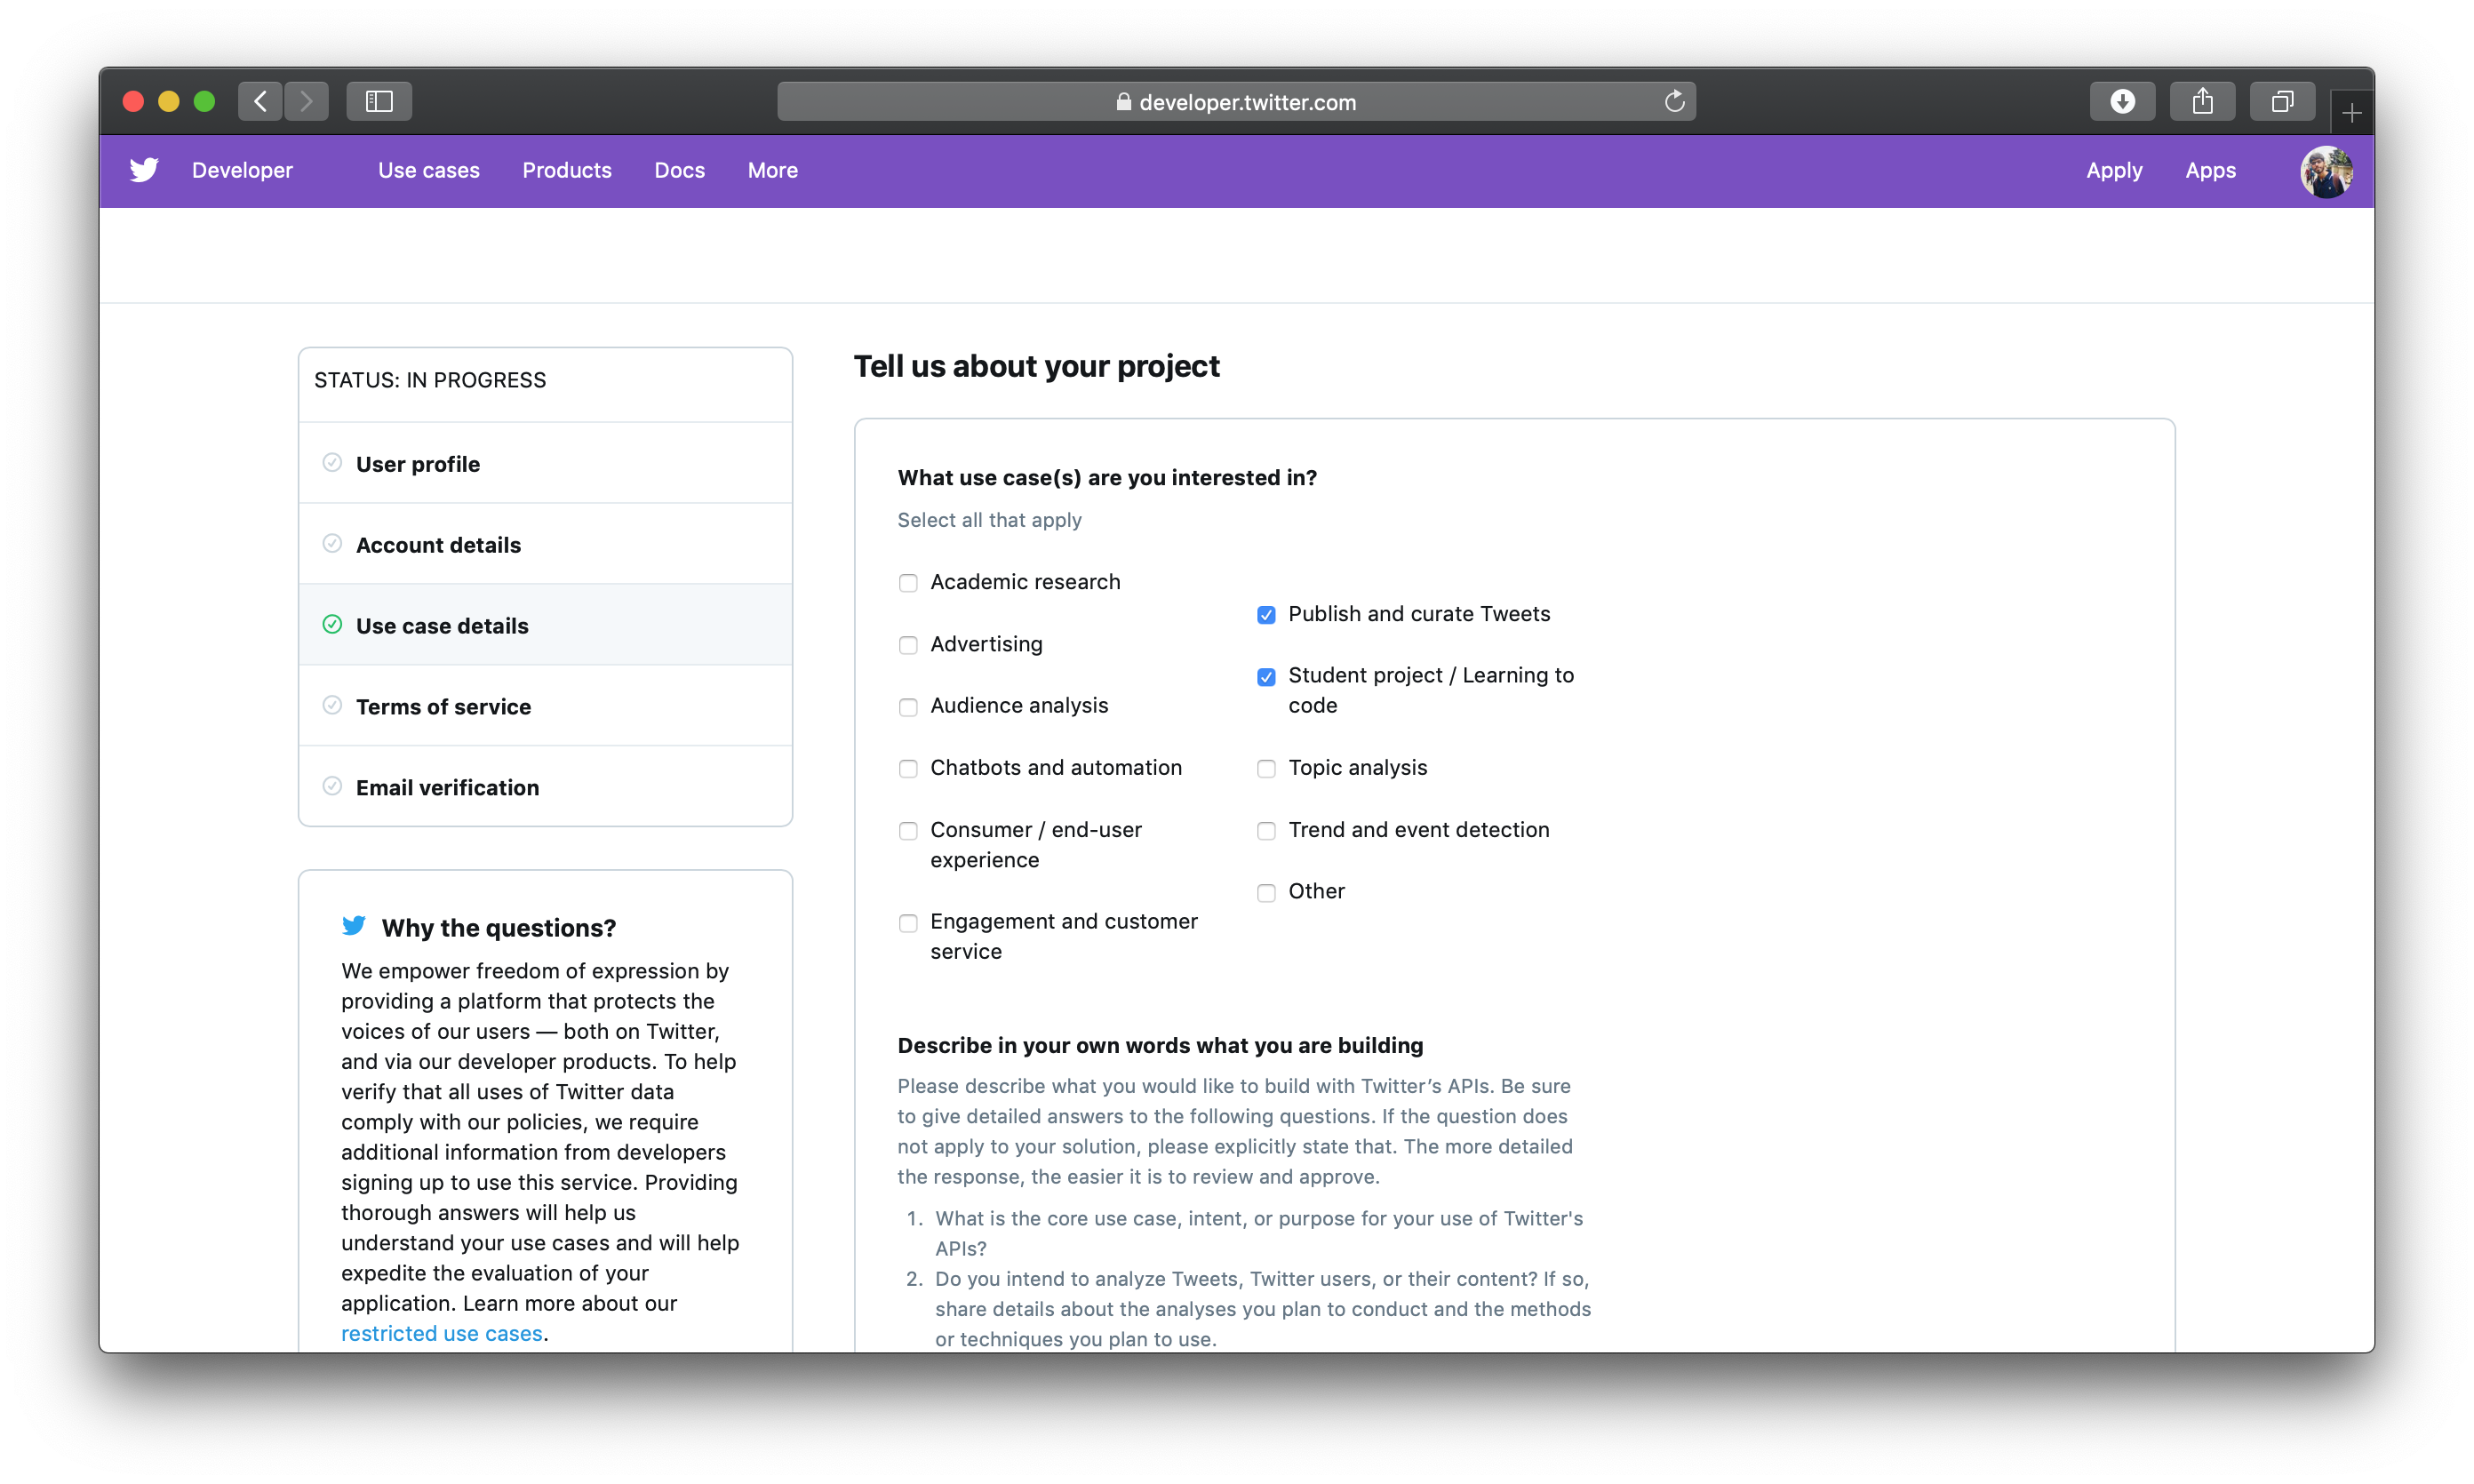 developer.twitter.com
Developer
Use cases
Products
Docs
More
Apply
Apps
STATUS: IN PROGRESS
User profile
Account details
Use case details
Terms of service
Email verification
Why the questions?
We empower freedom of expression by
providing a platform that protects the
voices of our users — both on Twitter,
and via our developer products. To help
verify that all uses of Twitter data
comply with our policies, we require
additional information from developers
signing up to use this service. Providing
thorough answers will help us
understand your use cases and will help
expedite the evaluation of your
application. Learn more about our
restricted use cases.
Tell us about your project
What use case(s) are you interested in?
Select all that apply
Academic research
Advertising
Audience analysis
Chatbots and automation
Consumer / end-user
experience
Engagement and customer
service
Publish and curate Tweets
Student project / Learning to
code
Topic analysis
Trend and event detection
Other
Describe in your own words what you are building
Please describe what you would like to build with Twitter’s APIs. Be sure
to give detailed answers to the following questions. If the question does
not apply to your solution, please explicitly state that. The more detailed
the response, the easier it is to review and approve.
1. What is the core use case, intent, or purpose for your use of Twitter's
APIs?
2. Do you intend to analyze Tweets, Twitter users, or their content? If so,
share details about the analyses you plan to conduct and the methods
or techniques you plan to use.